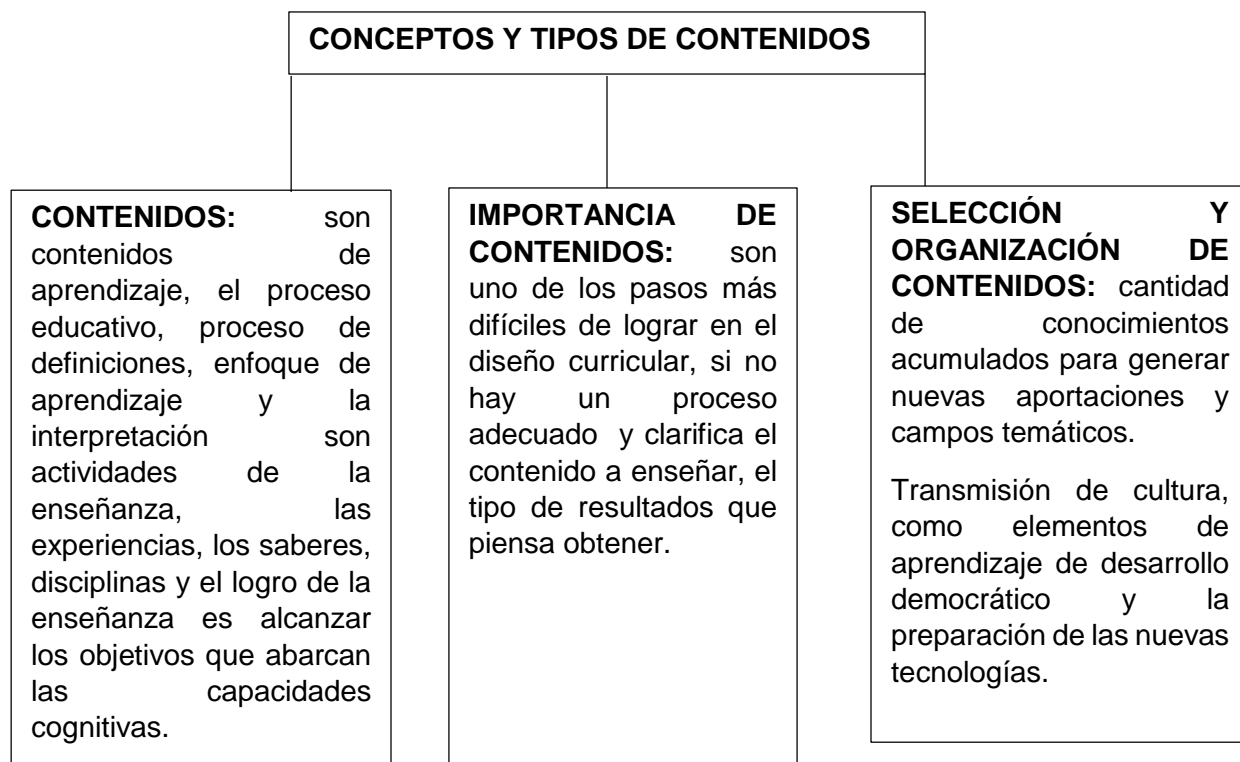 CONCEPTOS Y TIPOS DE CONTENIDOS
CONTENIDOS: son
contenidos de
aprendizaje, el proceso
educativo, proceso de
definiciones, enfoque de
aprendizaje y la
interpretación son
actividades de la
enseñanza, las
experiencias, los saberes,
disciplinas y el logro de la
enseñanza es alcanzar
los objetivos que abarcan
las capacidades
cognitivas.
IMPORTANCIA DE
CONTENIDOS: son
uno de los pasos más
difíciles de lograr en el
diseño curricular, si no
hay un proceso
adecuado y clarifica el
contenido a enseñar, el
tipo de resultados que
piensa obtener.
SELECCIÓN Y
ORGANIZACIÓN DE
CONTENIDOS: cantidad
de conocimientos
acumulados para generar
nuevas aportaciones y
campos temáticos.
Transmisión de cultura,
como elementos de
aprendizaje de desarrollo
democrático y la
preparación de las nuevas
tecnologías.